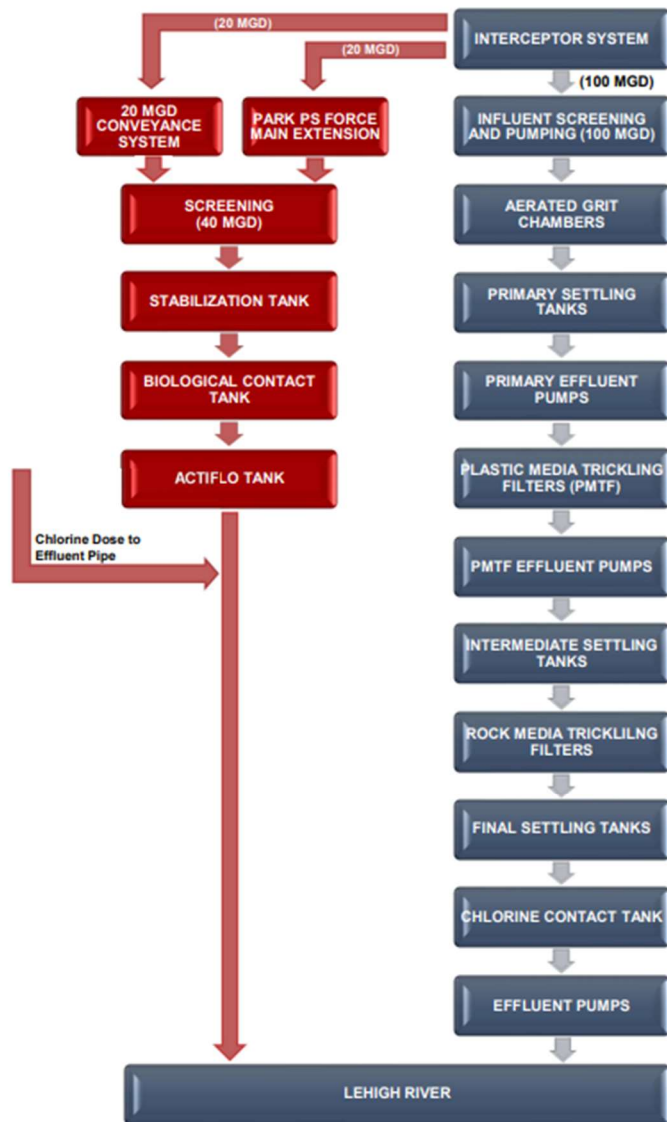 (20 MGD)
(20 MGD)
INTERCEPTOR SYSTEM
(100 MGD)
20 MGD
CONVEYANCE
SYSTEM
PARK PS FORCE
MAIN EXTENSION
INFLUENT SCREENING
AND PUMPING (100 MGD)
SCREENING
(40 MGD)
AERATED GRIT
CHAMBERS
STABILIZATION TANK
PRIMARY SETTLING
TANKS
BIOLOGICAL CONTACT
TANK
PRIMARY EFFLUENT
PUMPS
ACTIFLO TANK
PLASTIC MEDIA TRICKLING
FILTERS (PMTF)
Chlorine Dose to
Effluent Pipe
PMTF EFFLUENT PUMPS
INTERMEDIATE SETTLING
TANKS
ROCK MEDIA TRICKLILNG
FILTERS
FINAL SETTLING TANKS
CHLORINE CONTACT TANK
EFFLUENT PUMPS
LEHIGH RIVER